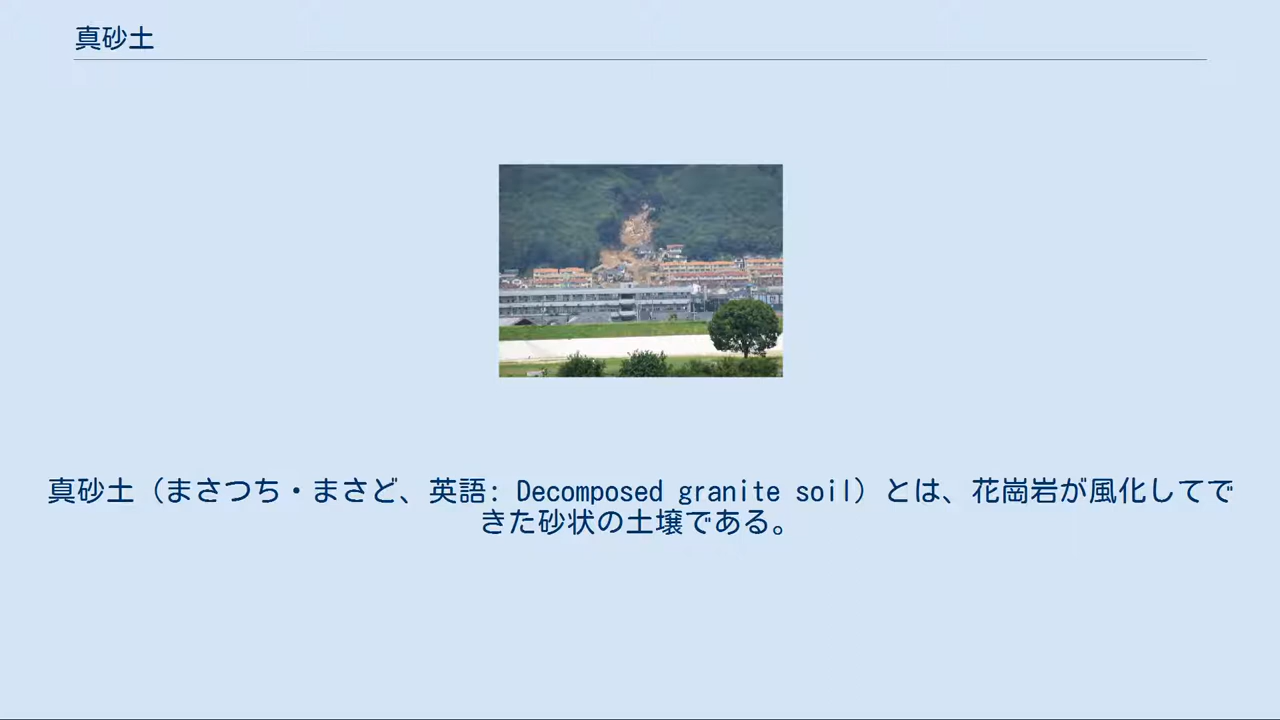 真砂土
真砂土（まさつち・まさど、英語: Decomposed granite soil）とは、花崗岩が風化してで
きた砂状の土壌である。